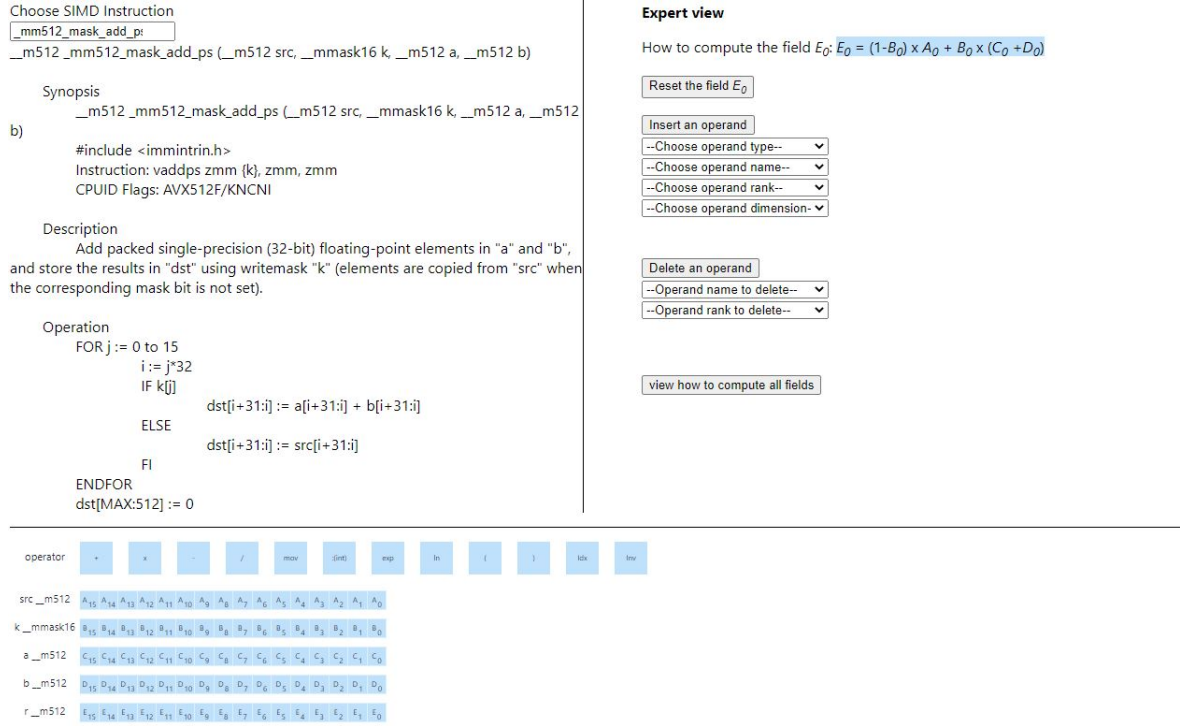 Choose SIMD Instruction
_mm512_mask_add_p
__m512 _mm512_mask_add_ps (__m512 src, __mmask16 k, __m512 a, __m512 b)
Synopsis
__m512 _mm512_mask_add_ps (__m512 src, __mmask16 k, __m512 a, __m512
b)
#include <immintrin.h>
Instruction: vaddps zmm {k}, zmm, zmm
CPUID Flags: AVX512F/KNCNI
Description
Add packed single-precision (32-bit) floating-point elements in "a" and "b",
and store the results in "dst" using writemask "k" (elements are copied from "src" when
the corresponding mask bit is not set).
Operation
FOR j := 0 to 15
i := j*32
IF k[j]
dst[i+31:i] := a[i+31:i] + b[i+31:i]
ELSE
dst[i+31:i] := src[i+31:i]
FI
ENDFOR
dst[MAX:512] := 0
Expert view
How to compute the field E0: E0 = (1-B0) x A0 + B0 x (C0 +D0)
Reset the field E0
Insert an operand
--Choose operand type--
--Choose operand name--
--Choose operand rank--
--Choose operand dimension-
Delete an operand
--Operand name to delete--
--Operand rank to delete--
view how to compute all fields
operator + x - / mov (int) exp ln ( ) Idx Inv
src __m512 A15 A14 A13 A12 A11 A10 A9 A8 A7 A6 A5 A4 A3 A2 A1 A0
k __mmask16 B15 B14 B13 B12 B11 B10 B9 B8 B7 B6 B5 B4 B3 B2 B1 B0
a __m512 C15 C14 C13 C12 C11 C10 C9 C8 C7 C6 C5 C4 C3 C2 C1 C0
b __m512 D15 D14 D13 D12 D11 D10 D9 D8 D7 D6 D5 D4 D3 D2 D1 D0
r __m512 E15 E14 E13 E12 E11 E10 E9 E8 E7 E6 E5 E4 E3 E2 E1 E0